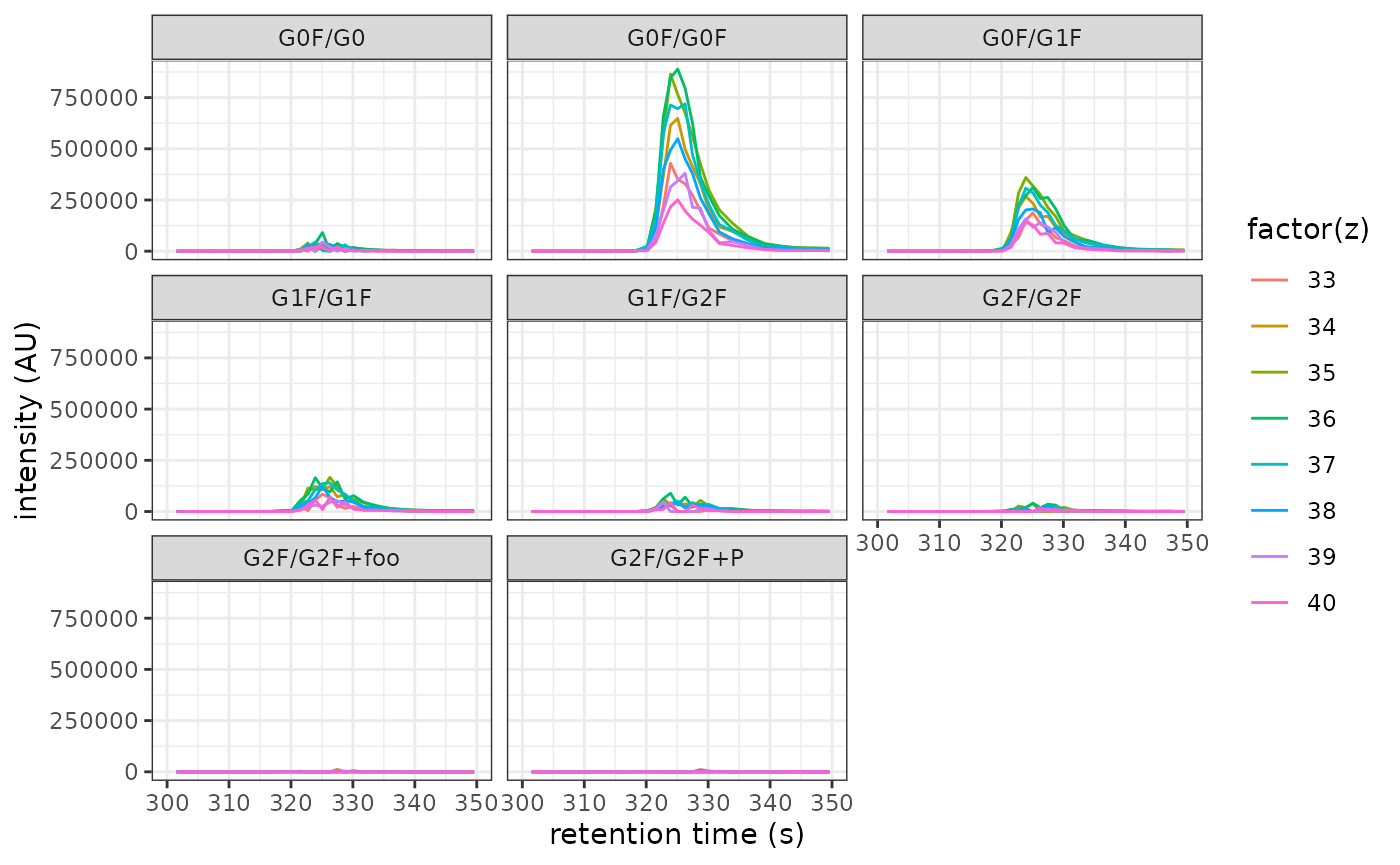 G0F/G0 G0F/G0F G0F/G1F
750000
500000
250000
0
factor(z)
33
34
35
36
37
38
39
40
G1F/G1F G1F/G2F G2F/G2F
750000
500000
250000
0
300 310 320 330 340 350
G2F/G2F+foo G2F/G2F+P
750000
500000
250000
0
300 310 320 330 340 350 300 310 320 330 340 350
retention time (s)
intensity (AU)